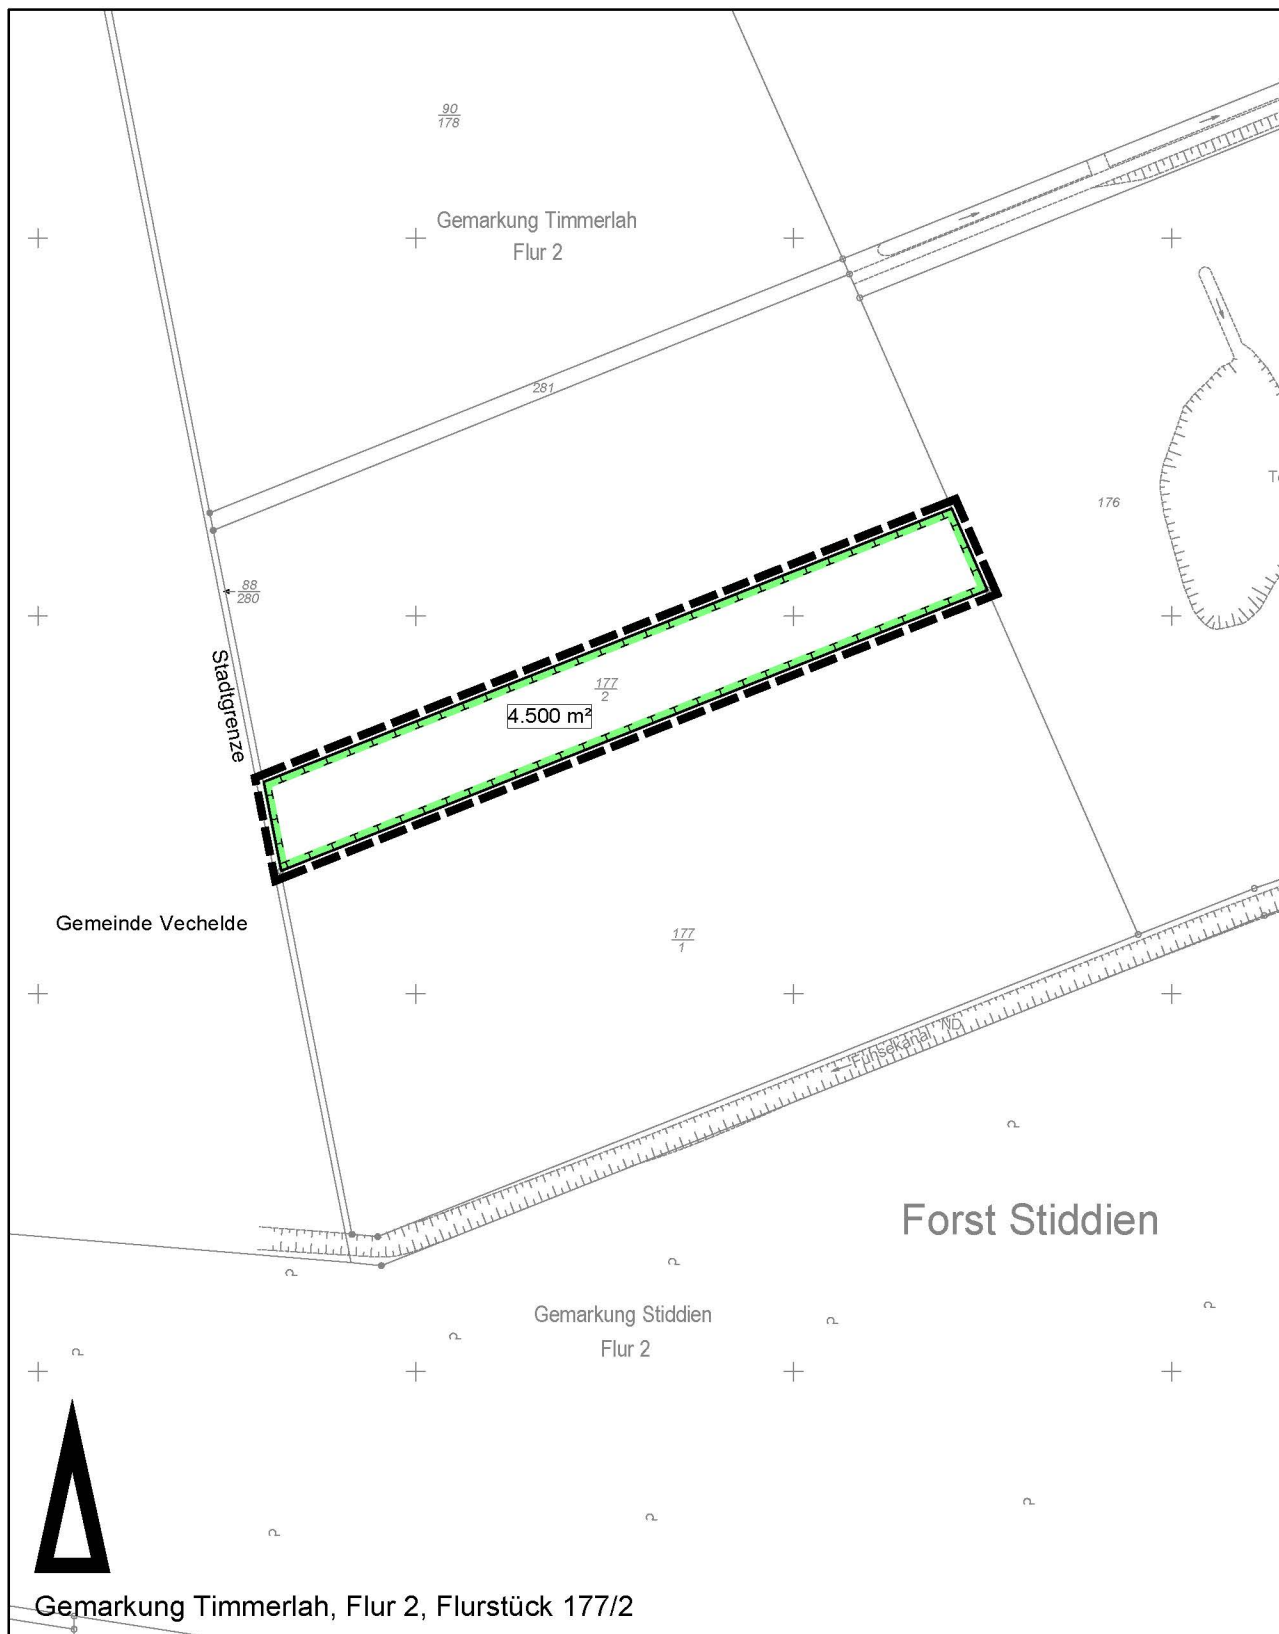 90
178
Gemarkung Timmerlah
Flur 2
281
176
88
280
Stadtgrenze
177
2
4.500 m²
Gemeinde Vechelde
177
1
Fuhsekanal, ND
Forst Stiddien
Gemarkung Stiddien
Flur 2
Gemarkung Timmerlah, Flur 2, Flurstück 177/2